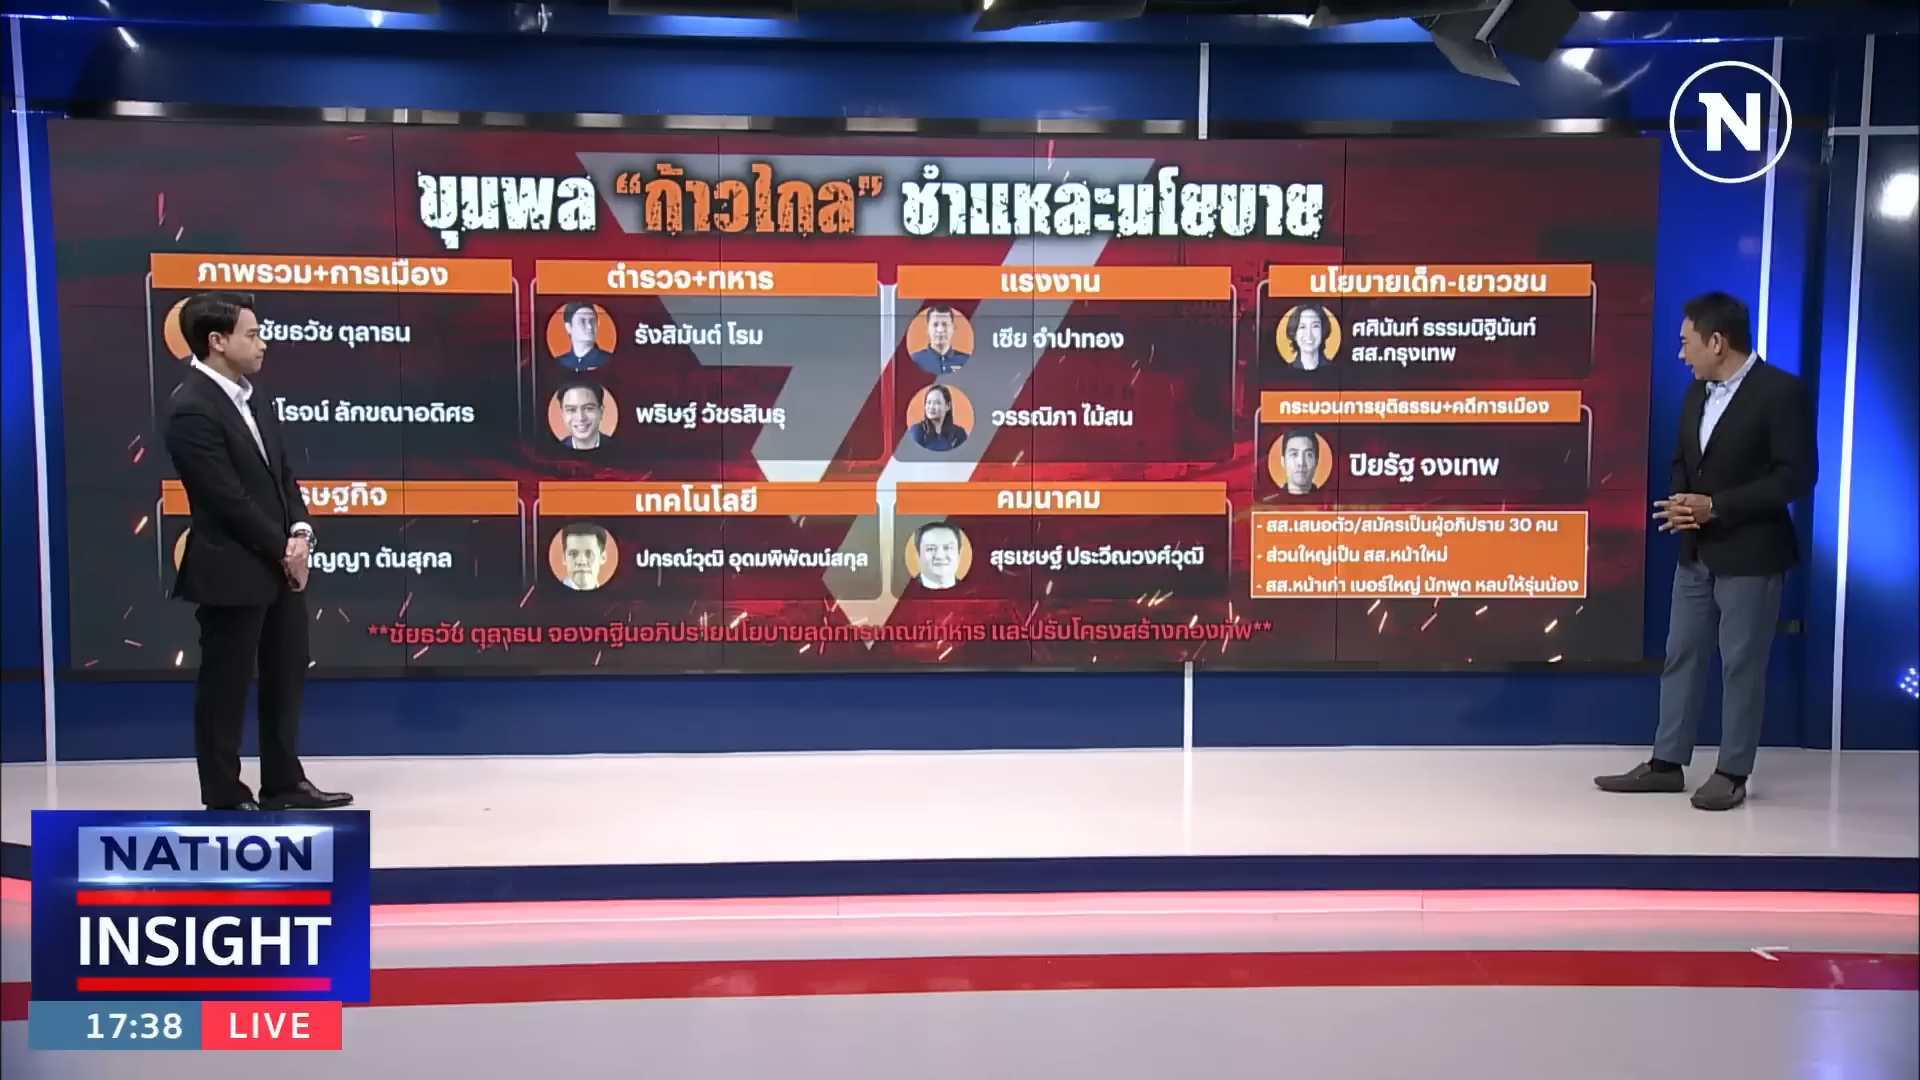 N
ขุนพล “ก้าวไกล” ชำแหละนโยบาย
ภาพรวม+การเมือง
ชัยธวัช ตุลาธน
โรจน์ ลักขณาอดิศร
ตำรวจ+ทหาร
รังสิมันต์ โรม
พริษฐ์ วัชรสินธุ
แรงงาน
เซีย จำปาทอง
วรรณิภา ไม้สน
นโยบายเด็ก-เยาวชน
ศศินันท์ ธรรมนิฐินันท์
สส.กรุงเทพ
กระบวนการยุติธรรม+คดีการเมือง
ปิยรัฐ จงเทพ
รษฐกิจ
ัญญา ตันสกุล
เทคโนโลยี
ปกรณ์วุฒิ อุดมพิพัฒน์สกุล
คมนาคม
สุรเชษฐ์ ประวีณวงศ์วุฒิ
- สส.เสนอตัว/สมัครเป็นผู้อภิปราย 30 คน
- ส่วนใหญ่เป็น สส.หน้าใหม่
- สส.หน้าเก่า เบอร์ใหญ่ นักพูด หลบให้รุ่นน้อง
**ชัยธวัช ตุลาธน จองกฐินอภิปรายนโยบายลดการเกณฑ์ทหาร และปรับโครงสร้างกองทัพ**
NATION
INSIGHT
17:38 LIVE